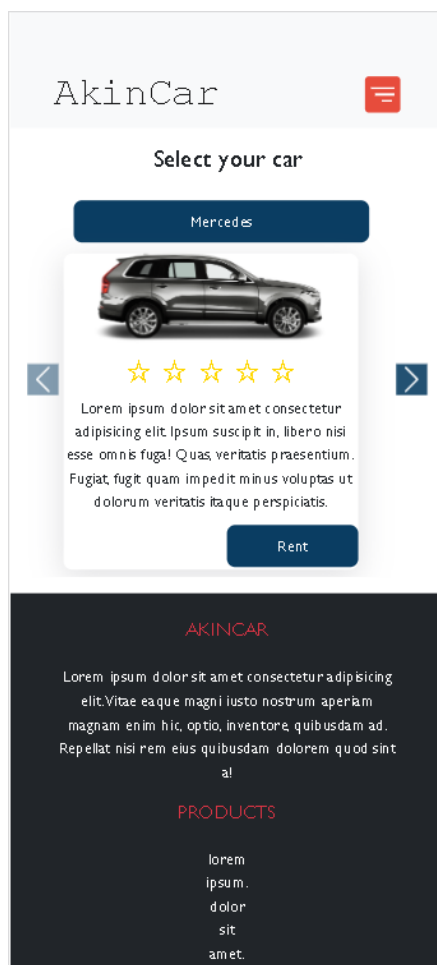 AkinCar
Select your car
Mercedes
Lorem ipsum dolor sit amet consectetur
adipisicing elit. Ipsum suscipit in, libero nisi
esse omnis fuga! Quas, veritatis praesentium.
Fugiat, fugit quam impedit minus voluptas ut
dolorum veritatis itaque perspiciatis.
Rent
AKINCAR
Lorem ipsum dolor sit amet consectetur adipisicing
elit. Vitae eaque magni iusto nostrum aperiam
magnam enim hic, optio, inventore, quibusdam ad.
Repellat nisi rem eius quibusdam dolorem quod sint
a!
PRODUCTS
lorem
ipsum.
dolor
sit
amet.